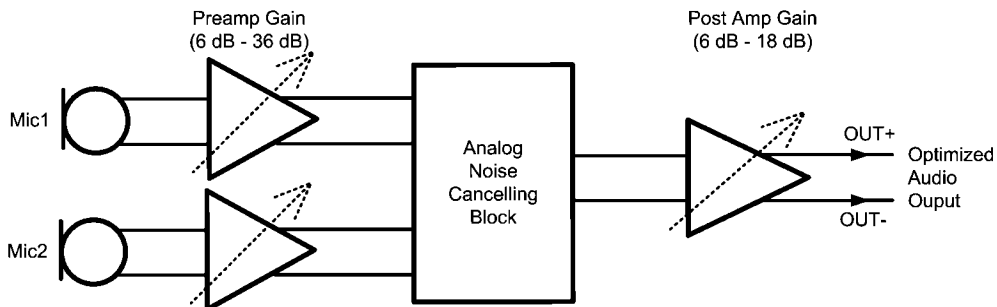 Preamp Gain
(6 dB - 36 dB)
Post Amp Gain
(6 dB - 18 dB)
Mic1
Mic2
Analog
Noise
Cancelling
Block
OUT+
OUT-
Optimized
Audio
Ouput